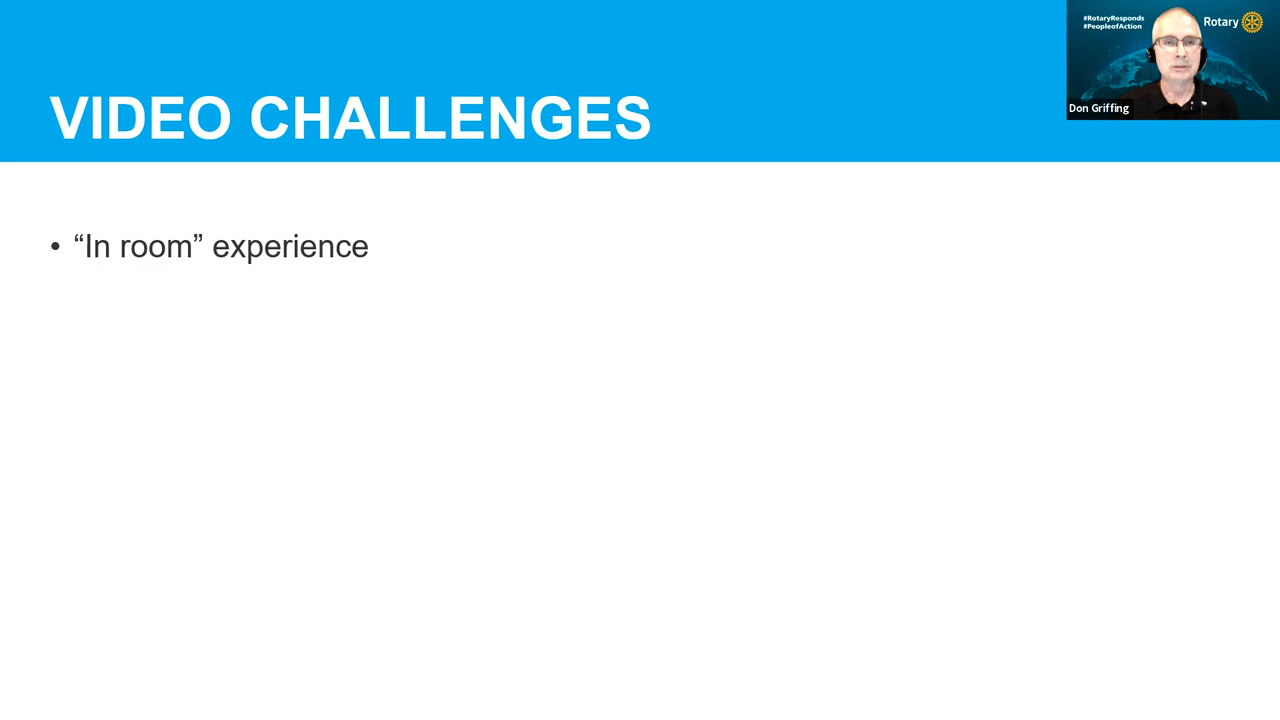 #RotaryResponds
#PeopleofAction
Rotary
Don Griffing
VIDEO CHALLENGES
• “In room” experience